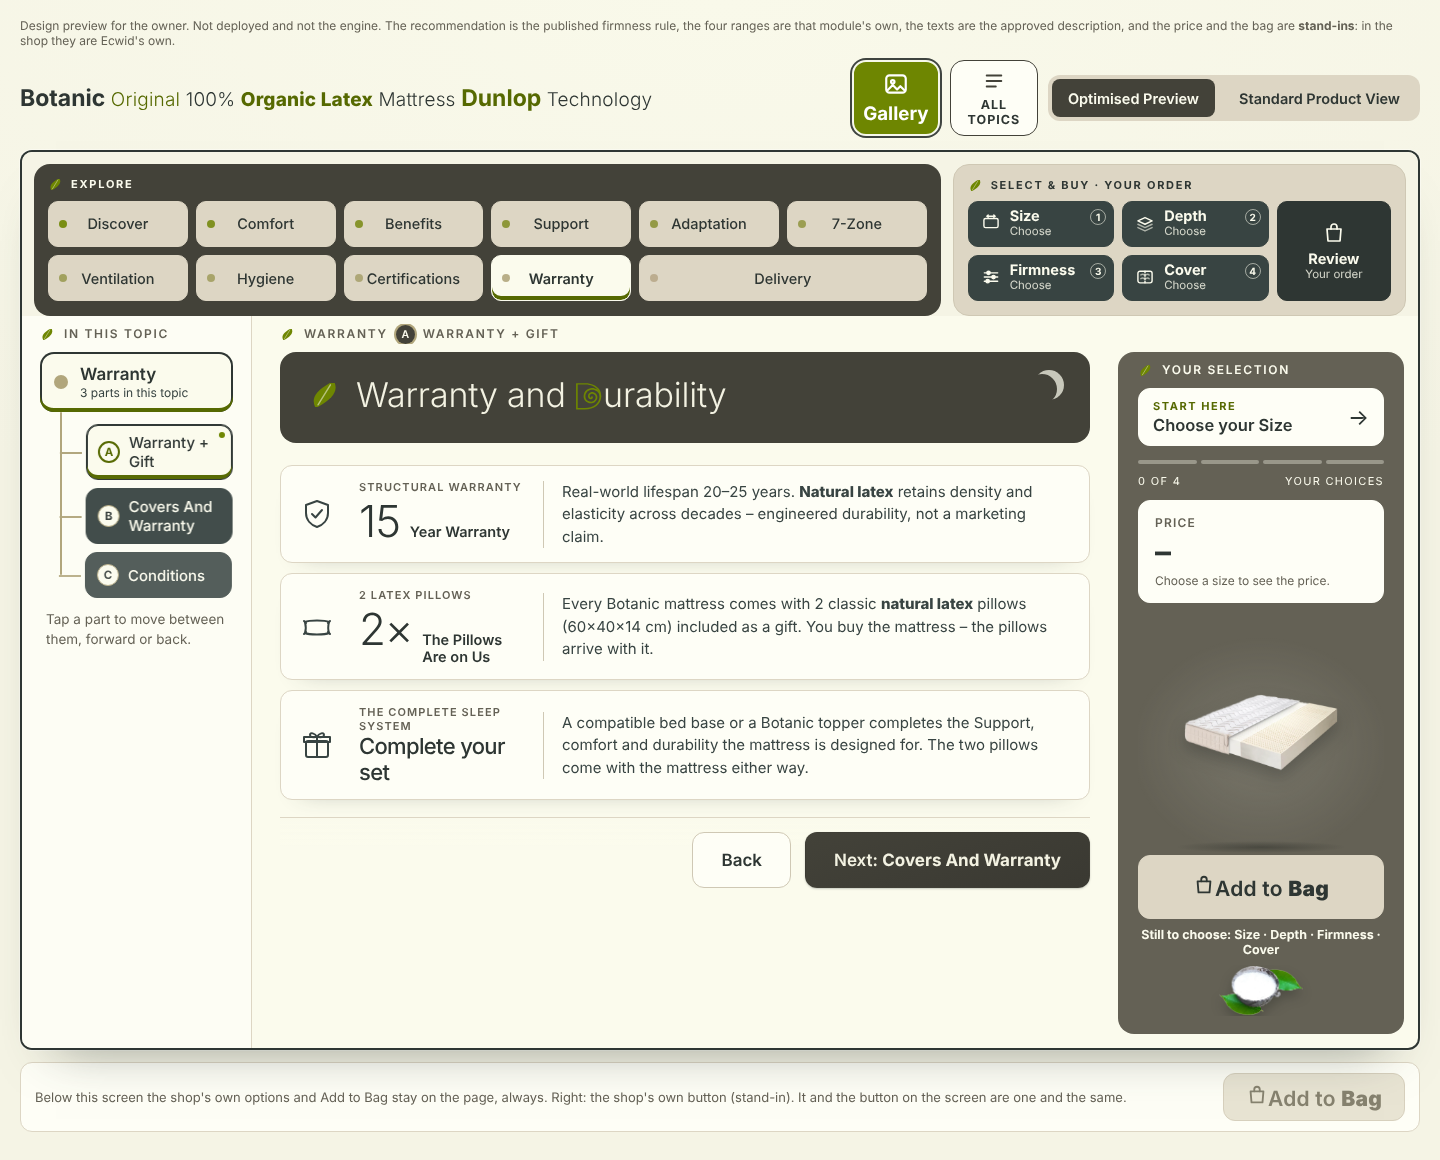 Design preview for the owner. Not deployed and not the engine. The recommendation is the published firmness rule, the four ranges are that module's own, the texts are the approved description, and the price and the bag are stand-ins: in the
shop they are Ecwid's own.
Botanic Original 100% Organic Latex Mattress Dunlop Technology
Gallery
ALL
TOPICS
Optimised Preview
Standard Product View
EXPLORE
Discover
Comfort
Benefits
Support
Adaptation
7-Zone
Ventilation
Hygiene
Certifications
Warranty
Delivery
SELECT & BUY · YOUR ORDER
Size
Choose
1
Depth
Choose
2
Firmness
Choose
3
Cover
Choose
4
Review
Your order
IN THIS TOPIC
Warranty
3 parts in this topic
A
Warranty +
Gift
B
Covers And
Warranty
C
Conditions
Tap a part to move between
them, forward or back.
WARRANTY A WARRANTY + GIFT
Warranty and Durability
STRUCTURAL WARRANTY
15 Year Warranty
Real-world lifespan 20–25 years. Natural latex retains density and
elasticity across decades – engineered durability, not a marketing
claim.
2 LATEX PILLOWS
2× The Pillows
Are on Us
Every Botanic mattress comes with 2 classic natural latex pillows
(60×40×14 cm) included as a gift. You buy the mattress – the pillows
arrive with it.
THE COMPLETE SLEEP
SYSTEM
Complete your
set
A compatible bed base or a Botanic topper completes the Support,
comfort and durability the mattress is designed for. The two pillows
come with the mattress either way.
Back
Next: Covers And Warranty
YOUR SELECTION
START HERE
Choose your Size
0 OF 4
YOUR CHOICES
PRICE
–
Choose a size to see the price.
Add to Bag
Still to choose: Size · Depth · Firmness ·
Cover
Below this screen the shop's own options and Add to Bag stay on the page, always. Right: the shop's own button (stand-in). It and the button on the screen are one and the same.
Add to Bag